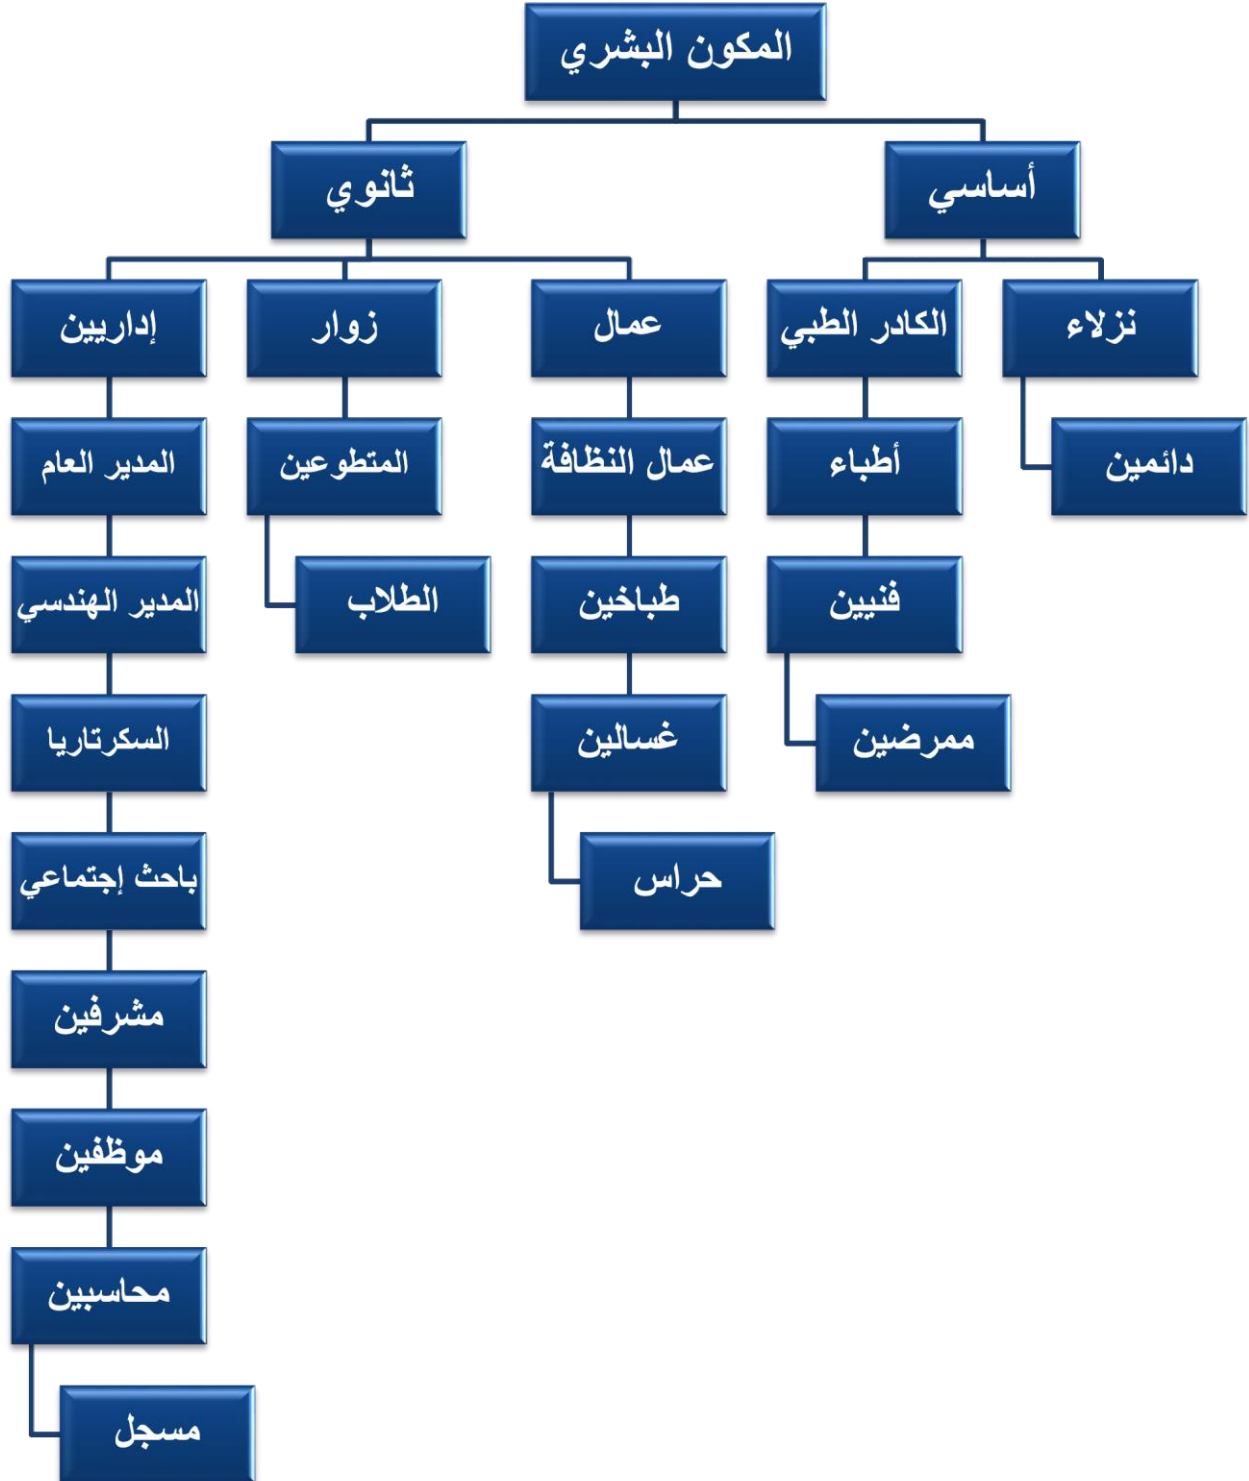 المكون البشري
أساسي
ثانوي
نزلاء
الكادر الطبي
عمال
زوار
إداريين
دائمين
أطباء
عمال النظافة
المتطوعين
المدير العام
فنيين
طباخين
الطلاب
المدير الهندسي
ممرضين
غسالين
السكرتاريا
حراس
باحث إجتماعي
مشرفين
موظفين
محاسبين
مسجل